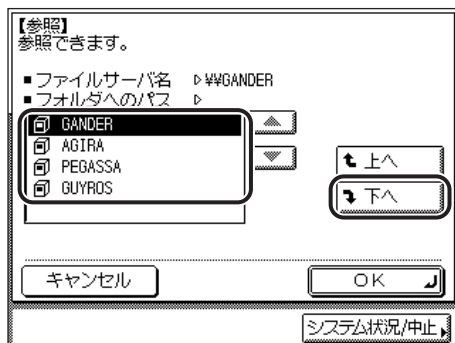 【参照】
参照できます。
■ファイルサーバ名 ▷¥¥GANDER
■フォルダへのパス ▷
GANDER
AGIRA
PEGASSA
GUYROS
上へ
下へ
キャンセル
OK
システム状況/中止